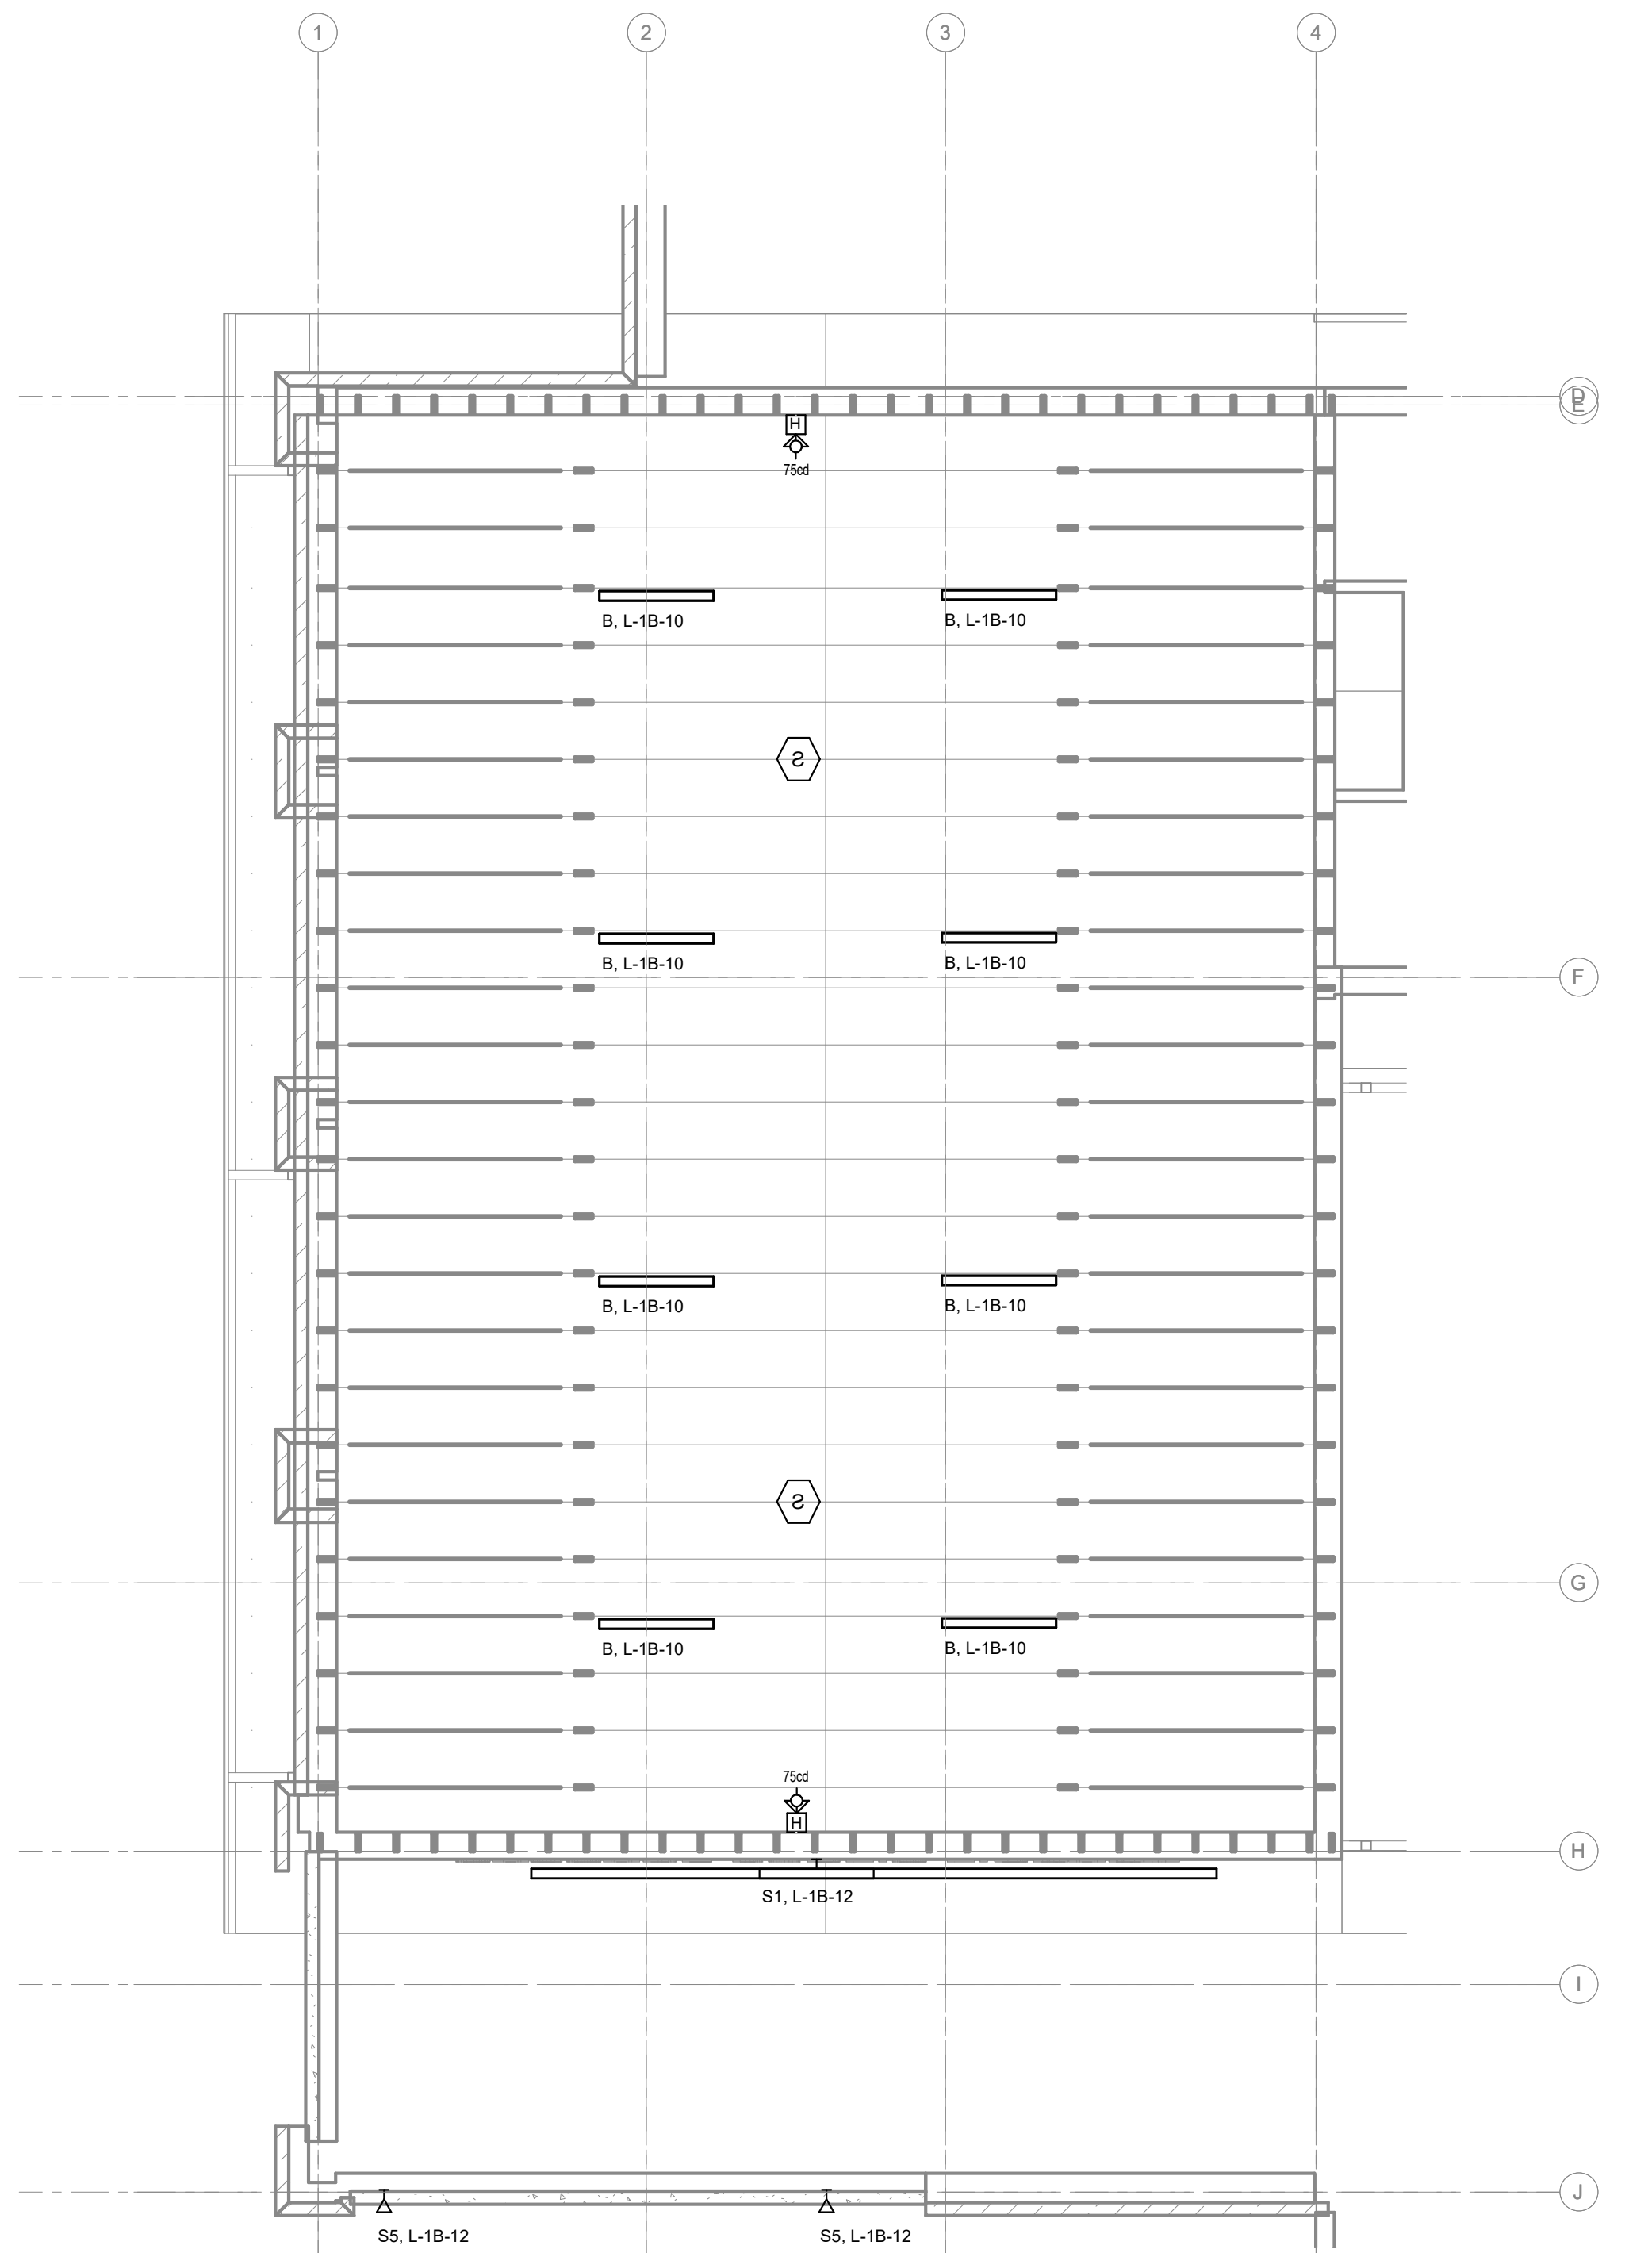 1
2
3
4
D
E
H
75cd
B, L-1B-10
B, L-1B-10
S
B, L-1B-10
B, L-1B-10
F
B, L-1B-10
B, L-1B-10
S
G
B, L-1B-10
B, L-1B-10
75cd
H
H
S1, L-1B-12
I
J
S5, L-1B-12
S5, L-1B-12